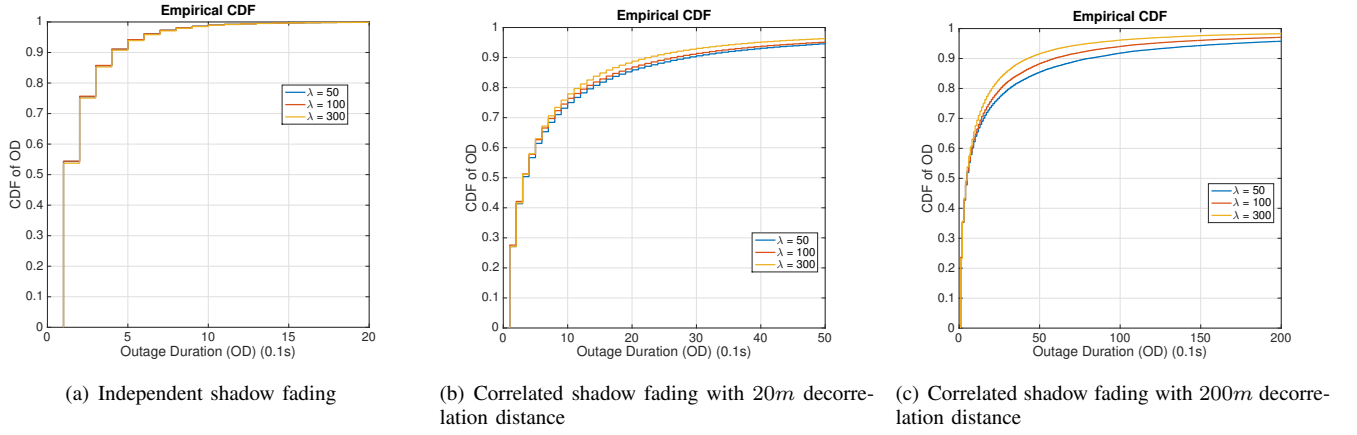 Empirical CDF
CDF of OD
1
0.9
0.8
0.7
0.6
0.5
0.4
0.3
0.2
0.1
0
λ = 50
λ = 100
λ = 300
0 5 10 15 20
Outage Duration (OD) (0.1s)
(a) Independent shadow fading
Empirical CDF
CDF of OD
1
0.9
0.8
0.7
0.6
0.5
0.4
0.3
0.2
0.1
0
λ = 50
λ = 100
λ = 300
0 10 20 30 40 50
Outage Duration (OD) (0.1s)
(b) Correlated shadow fading with 20m decorre-
lation distance
Empirical CDF
CDF of OD
1
0.9
0.8
0.7
0.6
0.5
0.4
0.3
0.2
0.1
0
λ = 50
λ = 100
λ = 300
0 50 100 150 200
Outage Duration (OD) (0.1s)
(c) Correlated shadow fading with 200m decorre-
lation distance